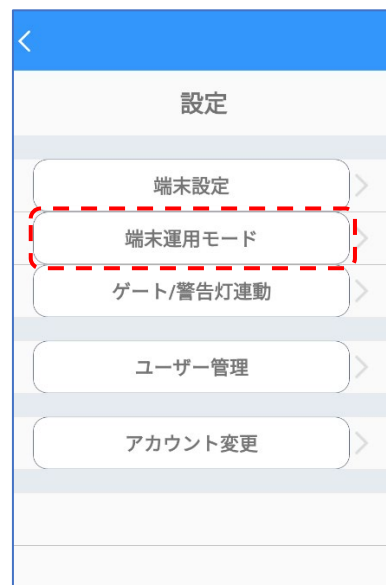 設定
端末設定
端末運用モード
ゲート/警告灯連動
ユーザー管理
アカウント変更